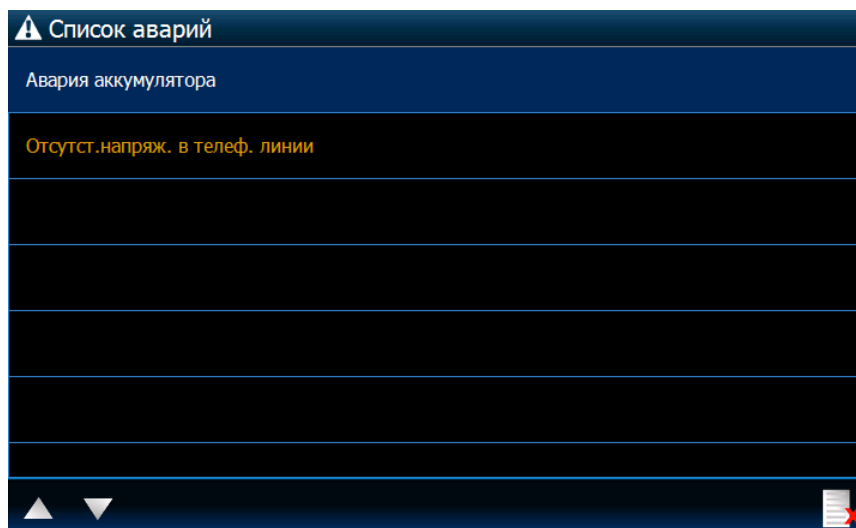 Список аварий
Авария аккумулятора
Отсутст.напряж. в телеф. линии